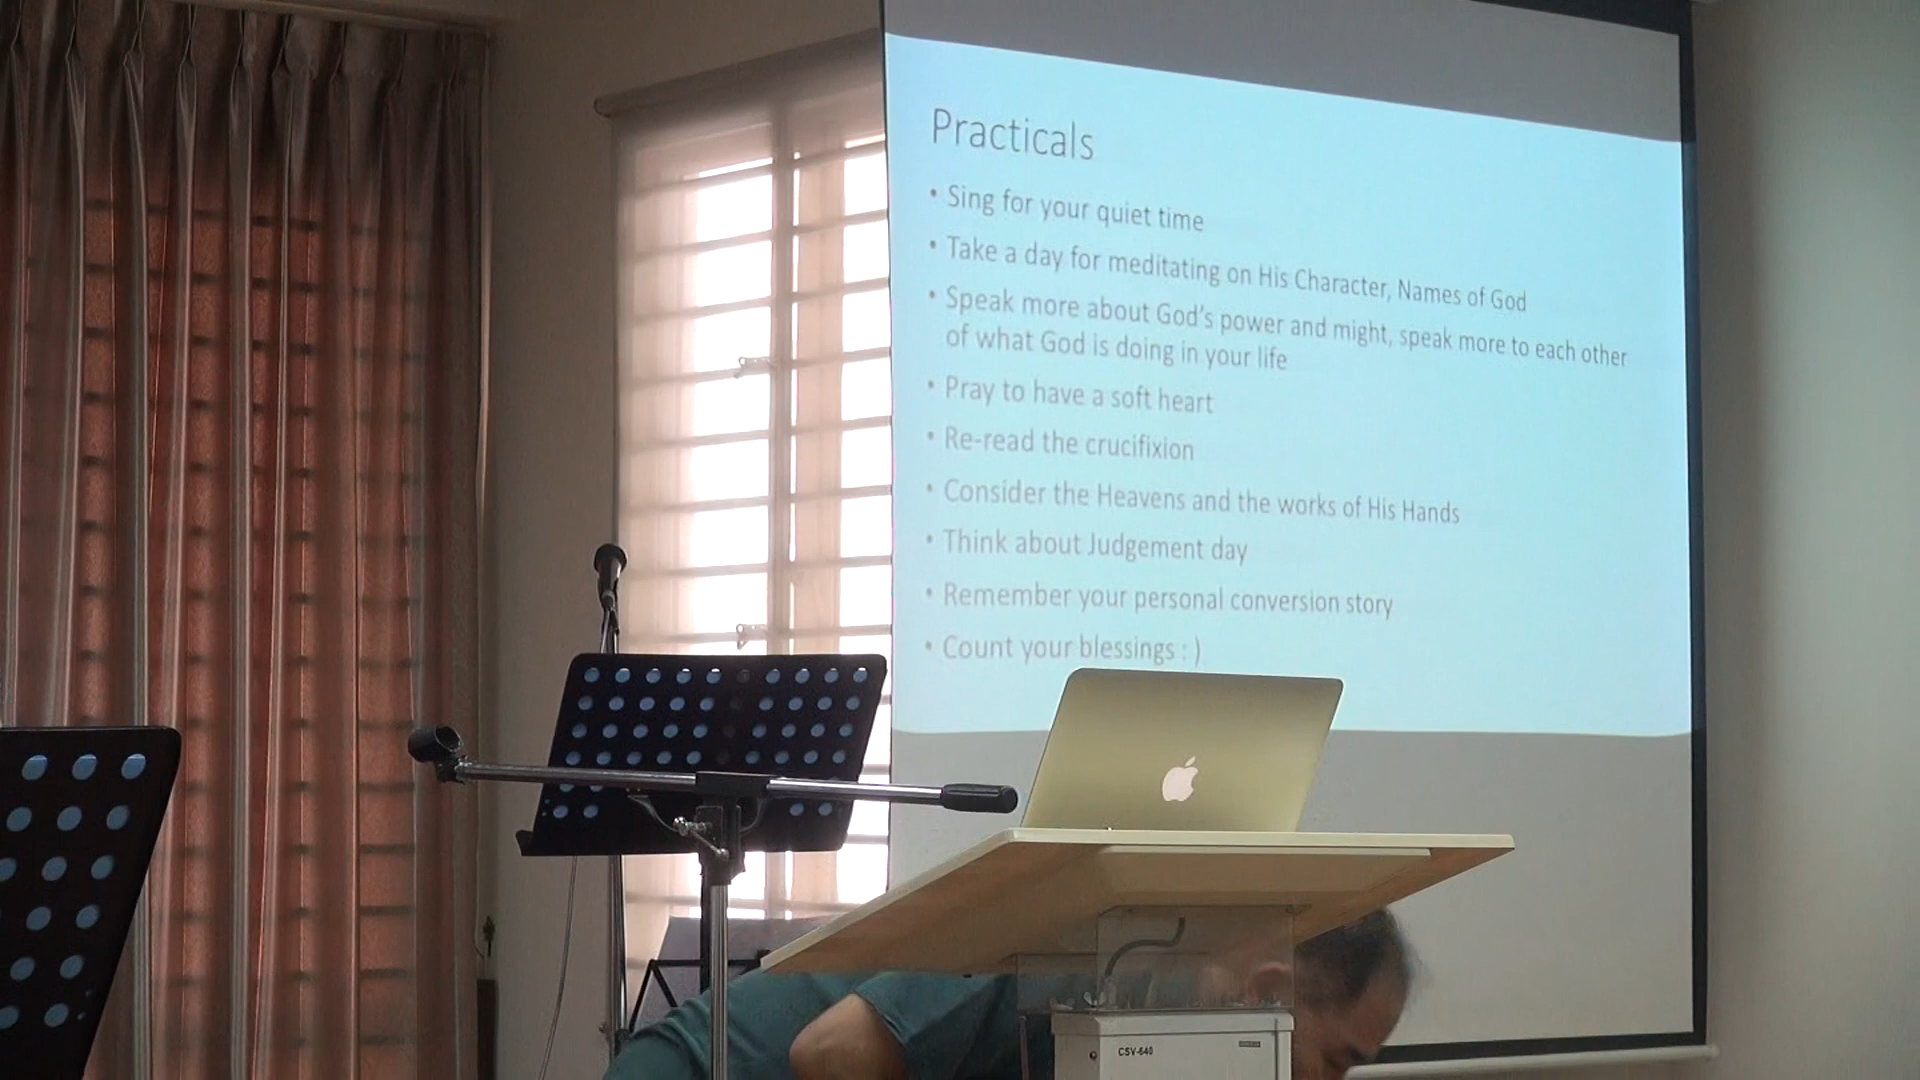 Practicals
• Sing for your quiet time
• Take a day for meditating on His Character, Names of God
• Speak more about God's power and might, speak more to each other
of what God is doing in your life
• Pray to have a soft heart
• Re-read the crucifixion
• Consider the Heavens and the works of His Hands
• Think about Judgement day
• Remember your personal conversion story
• Count your blessings : )
CSV-640